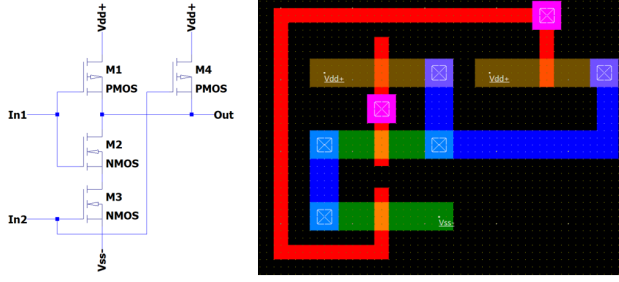 Vdd+
Vdd+
M1
PMOS
M4
PMOS
In1
Out
M2
NMOS
M3
NMOS
In2
Vss-
Vdd+
Vdd+
Vss-